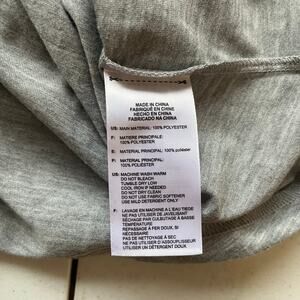 MADE IN CHINA
FABRIQUÉ EN CHINE
HECHO EN CHINA
FABRICADO NA CHINA
US: MAIN MATERIAL: 100% POLYESTER
F: MATIERE PRINCIPALE:
100% POLYESTER
E: MATERIAL PRINCIPAL: 100% poliéster
P: MATERIAL PRINCIPAL:
100% POLIÉSTER
US: MACHINE WASH WARM
DO NOT BLEACH
TUMBLE DRY LOW
COOL IRON IF NEEDED
DO NOT DRY CLEAN
DO NOT USE FABRIC SOFTENER
USE MILD DETERGENT ONLY
F: LAVAGE EN MACHINE A L'EAU TIEDE
NE PAS UTILISER DE JAVELISANT
SÉCHAGE PAR CULBUTAGE À BASSE
TEMPÉRATURE
REPASSAGE À FER DOUX, SI
NÉCESSAIRE
PAS DE NETTOYAGE À SEC
NE PAS UTILISER D'ASSOUPLISSEUR
UTILISER UN DÉTERGENT DOUX